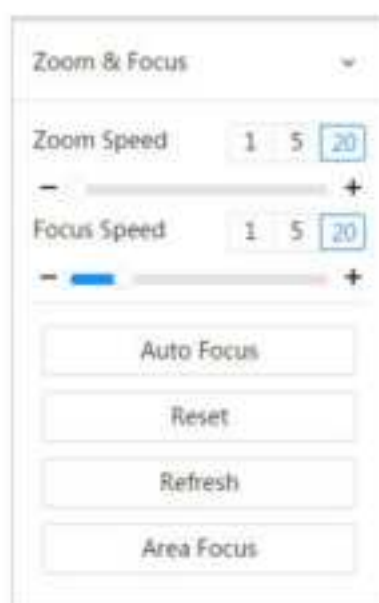 Zoom & Focus
Zoom Speed 1 5 20
- +
Focus Speed 1 5 20
- +
Auto Focus
Reset
Refresh
Area Focus